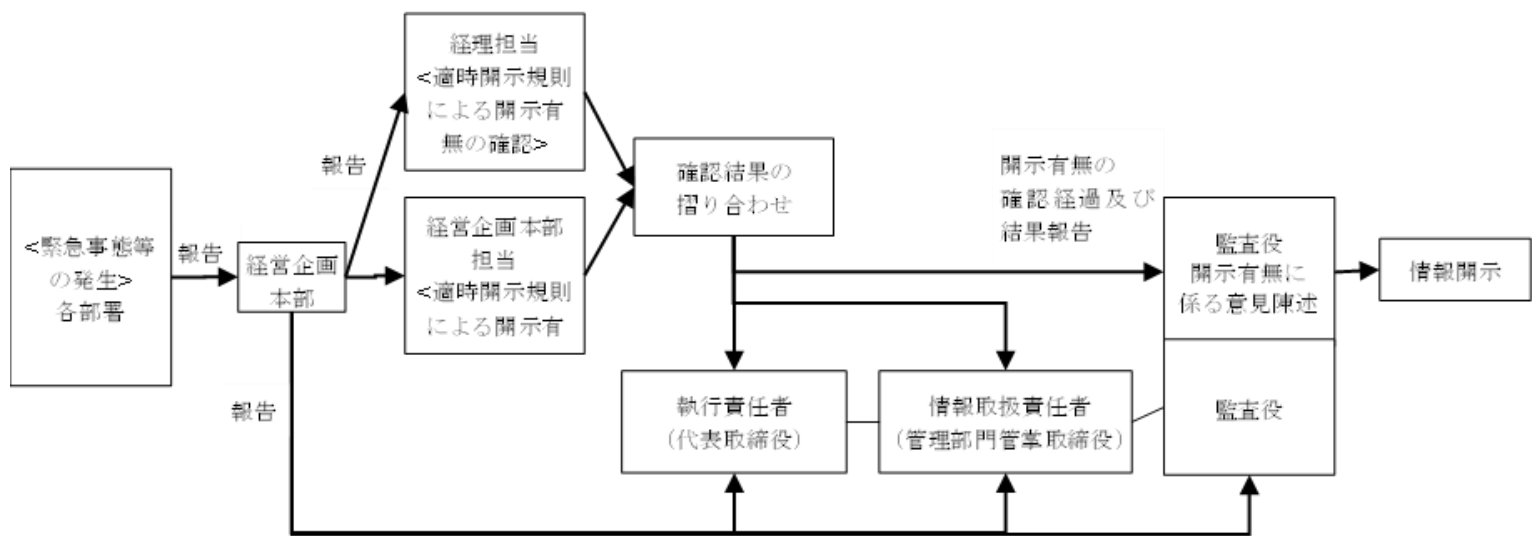 <緊急事態等
の発生>
各部署
報告
経営企画
本部
報告
報告
経理担当
<適時開示規則
による開示有
無の確認>
経営企画本部
担当
<適時開示規則
による開示有
確認結果の
摺り合わせ
開示有無の
確認経過及び
結果報告
執行責任者
(代表取締役)
情報取扱責任者
(管理部門管掌取締役)
監査役
開示有無に
係る意見陳述
監査役
情報開示